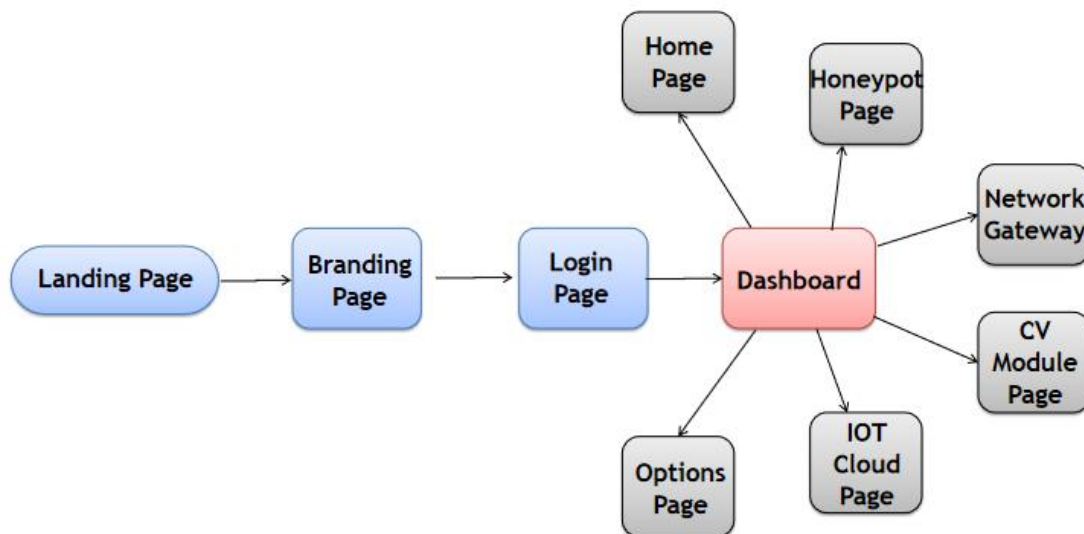 Home
Page
Honeypot
Page
Network
Gateway
Landing Page
Branding
Page
Login
Page
Dashboard
CV
Module
Page
Options
Page
IOT
Cloud
Page